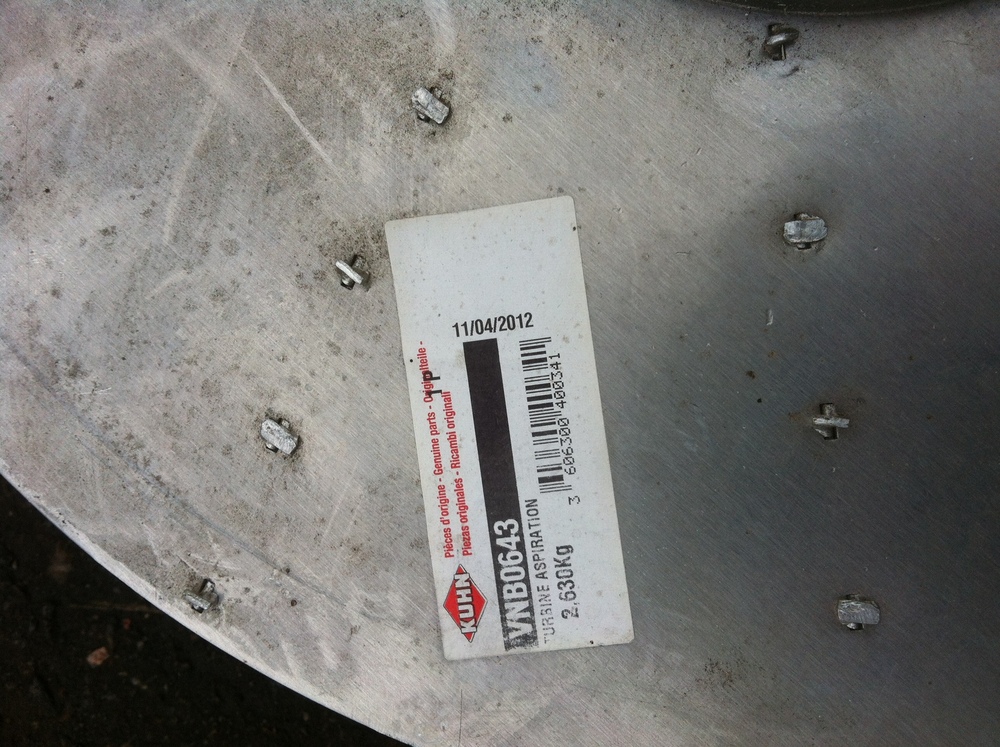 11/04/2012
Pièces d'origine - Genuine parts - Originalteile -
Piezas originales - Ricambi originali
TP
KUHN
VNB0643
TURBINE ASPIRATION
2,630Kg
3 606300 400341